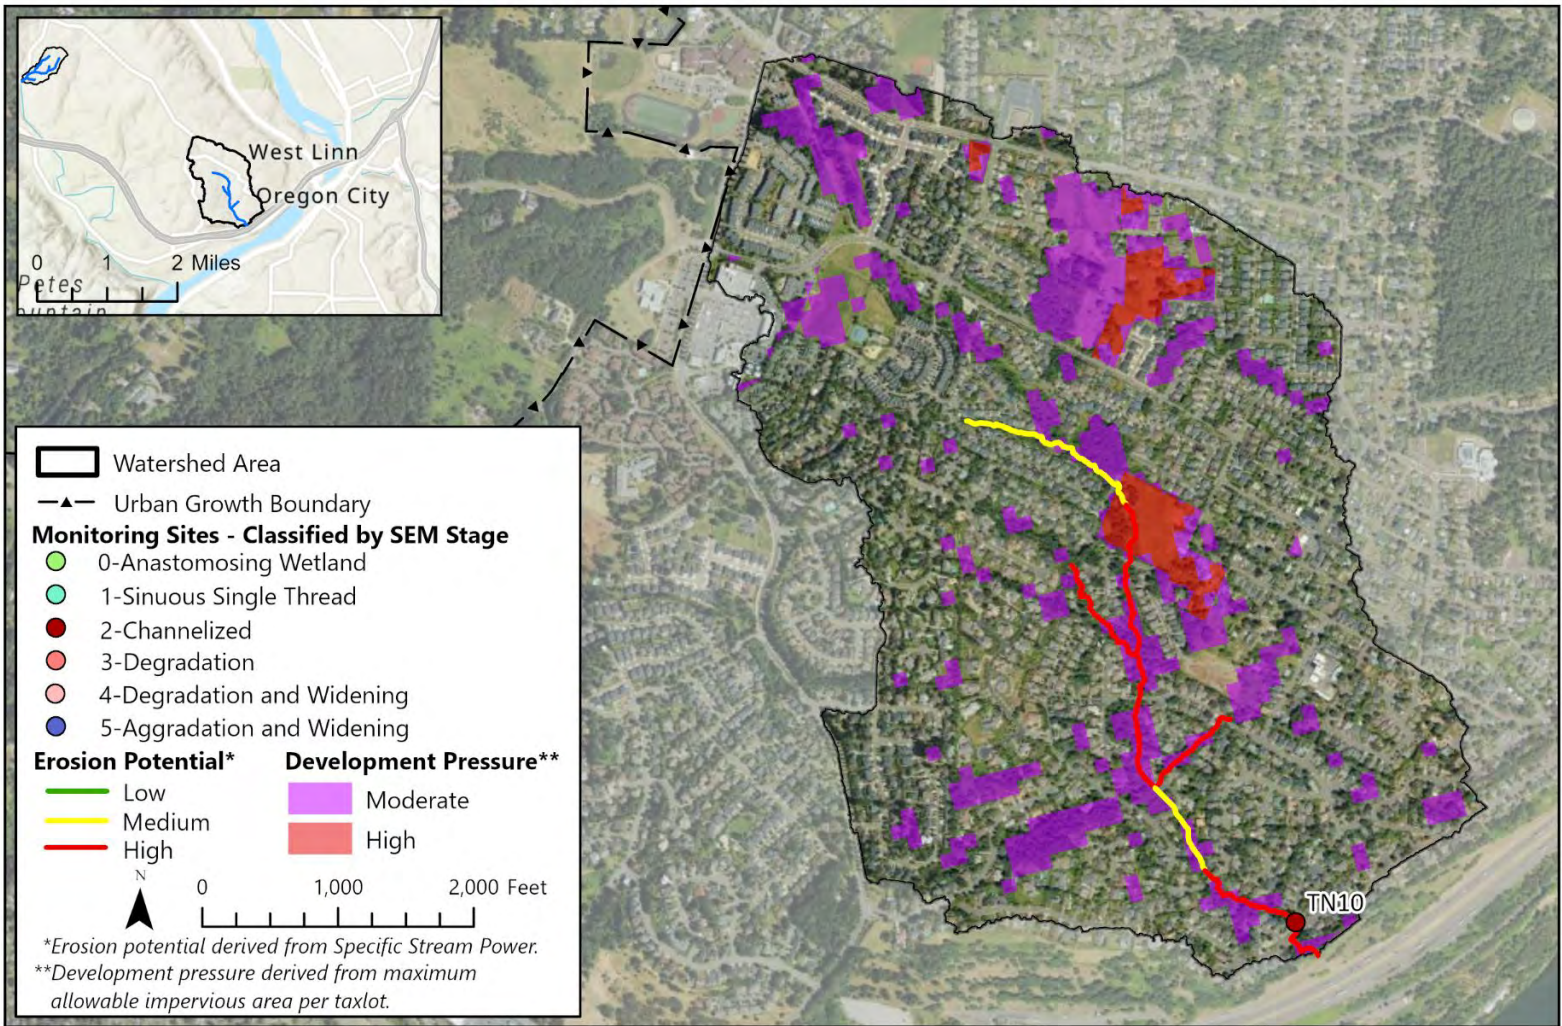 West Linn
Oregon City
0 1 2 Miles
Petes
ountain
Watershed Area
Urban Growth Boundary
Monitoring Sites - Classified by SEM Stage
0-Anastomosing Wetland
1-Sinuous Single Thread
2-Channelized
3-Degradation
4-Degradation and Widening
5-Aggradation and Widening
Erosion Potential*
Low
Medium
High
Development Pressure**
Moderate
High
N
0 1,000 2,000 Feet
*Erosion potential derived from Specific Stream Power.
**Development pressure derived from maximum
allowable impervious area per taxlot.
TN10